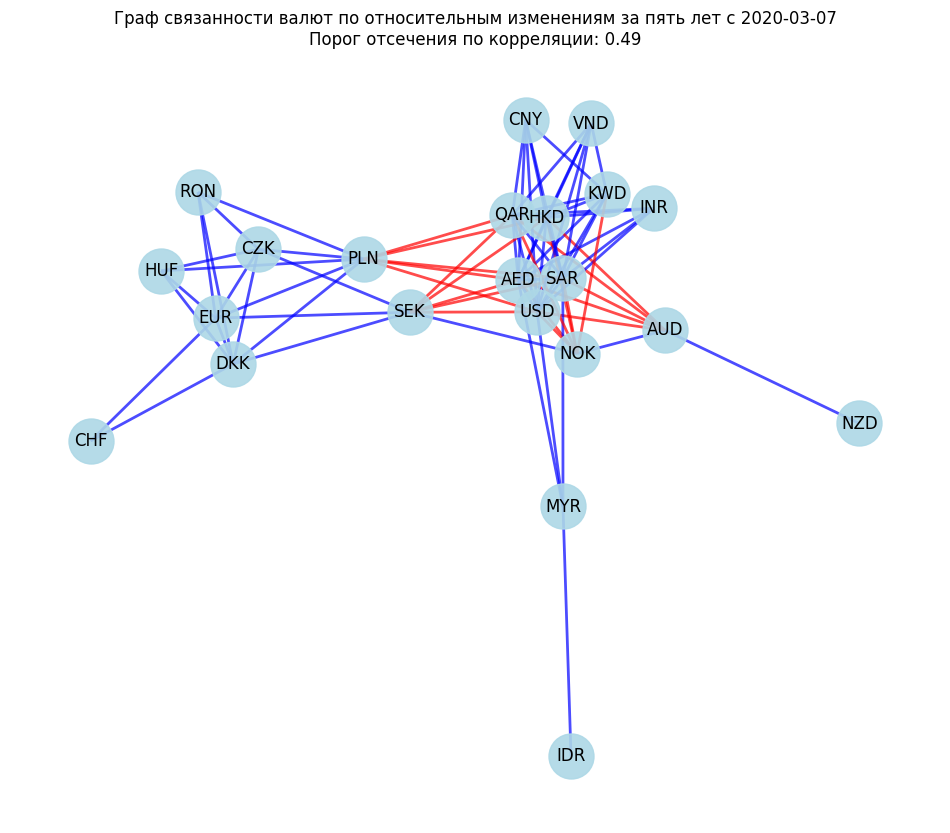 Граф связанности валют по относительным изменениям за пять лет с 2020-03-07
Порог отсечения по корреляции: 0.49
CNY
VND
RON
KWD
INR
QAR
HKD
CZK
PLN
HUF
AED
SAR
EUR
SEK
USD
AUD
NOK
DKK
NZD
CHF
MYR
IDR